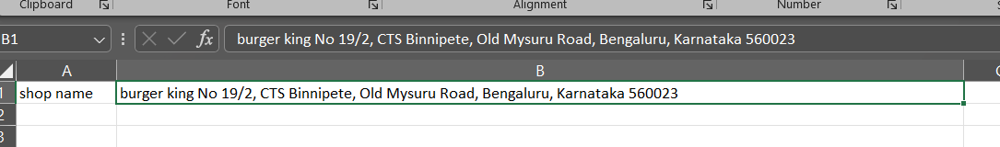 Clipboard Font Alignment Number
B1 fx burger king No 19/2, CTS Binnipete, Old Mysuru Road, Bengaluru, Karnataka 560023
A B
1 shop name burger king No 19/2, CTS Binnipete, Old Mysuru Road, Bengaluru, Karnataka 560023
2
3